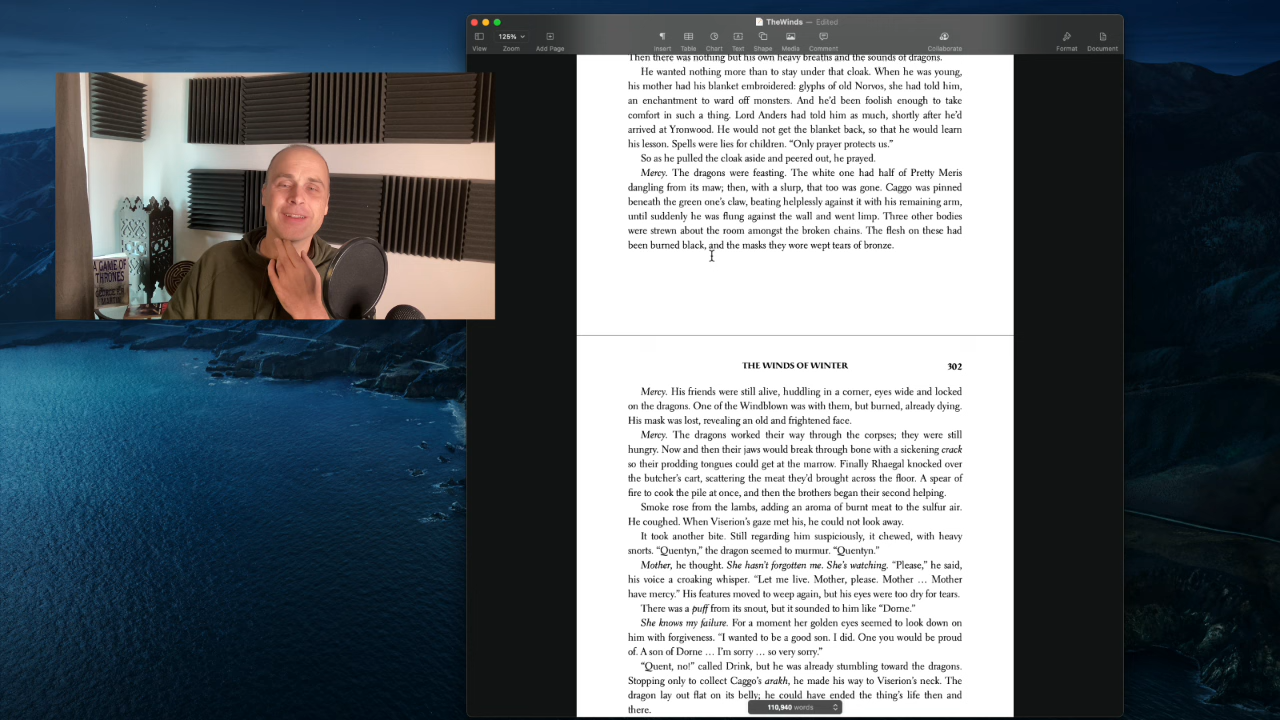 TheWinds — Edited
125%
View Zoom Add Page Insert Table Chart Text Shape Media Comment Collaborate Format Document
Then there was nothing but his own heavy breaths and the sounds of dragons.
He wanted nothing more than to stay under that cloak. When he was young,
his mother had his blanket embroidered: glyphs of old Norvos, she had told him,
an enchantment to ward off monsters. And he'd been foolish enough to take
comfort in such a thing. Lord Anders had told him as much, shortly after he'd
arrived at Yronwood. He would not get the blanket back, so that he would learn
his lesson. Spells were lies for children. “Only prayer protects us.”
So as he pulled the cloak aside and peered out, he prayed.
Mercy. The dragons were feasting. The white one had half of Pretty Meris
dangling from its maw; then, with a slurp, that too was gone. Caggo was pinned
beneath the green one's claw, beating helplessly against it with his remaining arm,
until suddenly he was flung against the wall and went limp. Three other bodies
were strewn about the room amongst the broken chains. The flesh on these had
been burned black, and the masks they wore wept tears of bronze.
THE WINDS OF WINTER 302
Mercy. His friends were still alive, huddling in a corner, eyes wide and locked
on the dragons. One of the Windblown was with them, but burned, already dying.
His mask was lost, revealing an old and frightened face.
Mercy. The dragons worked their way through the corpses; they were still
hungry. Now and then their jaws would break through bone with a sickening crack
so their prodding tongues could get at the marrow. Finally Rhaegal knocked over
the butcher's cart, scattering the meat they'd brought across the floor. A spear of
fire to cook the pile at once, and then the brothers began their second helping.
Smoke rose from the lambs, adding an aroma of burnt meat to the sulfur air.
He coughed. When Viserion's gaze met his, he could not look away.
It took another bite. Still regarding him suspiciously, it chewed, with heavy
snorts. “Quentyn,” the dragon seemed to murmur. “Quentyn.”
Mother, he thought. She hasn't forgotten me. She's watching. “Please,” he said,
his voice a croaking whisper. “Let me live. Mother, please. Mother … Mother
have mercy.” His features moved to weep again, but his eyes were too dry for tears.
There was a puff from its snout, but it sounded to him like “Dorne.”
She knows my failure. For a moment her golden eyes seemed to look down on
him with forgiveness. “I wanted to be a good son. I did. One you would be proud
of. A son of Dorne … I'm sorry … so very sorry.”
“Quent, no!” called Drink, but he was already stumbling toward the dragons.
Stopping only to collect Caggo's arakh, he made his way to Viserion's neck. The
dragon lay out flat on its belly; he could have ended the thing's life then and
there.
110,940 words
A GAME OF
THRONES